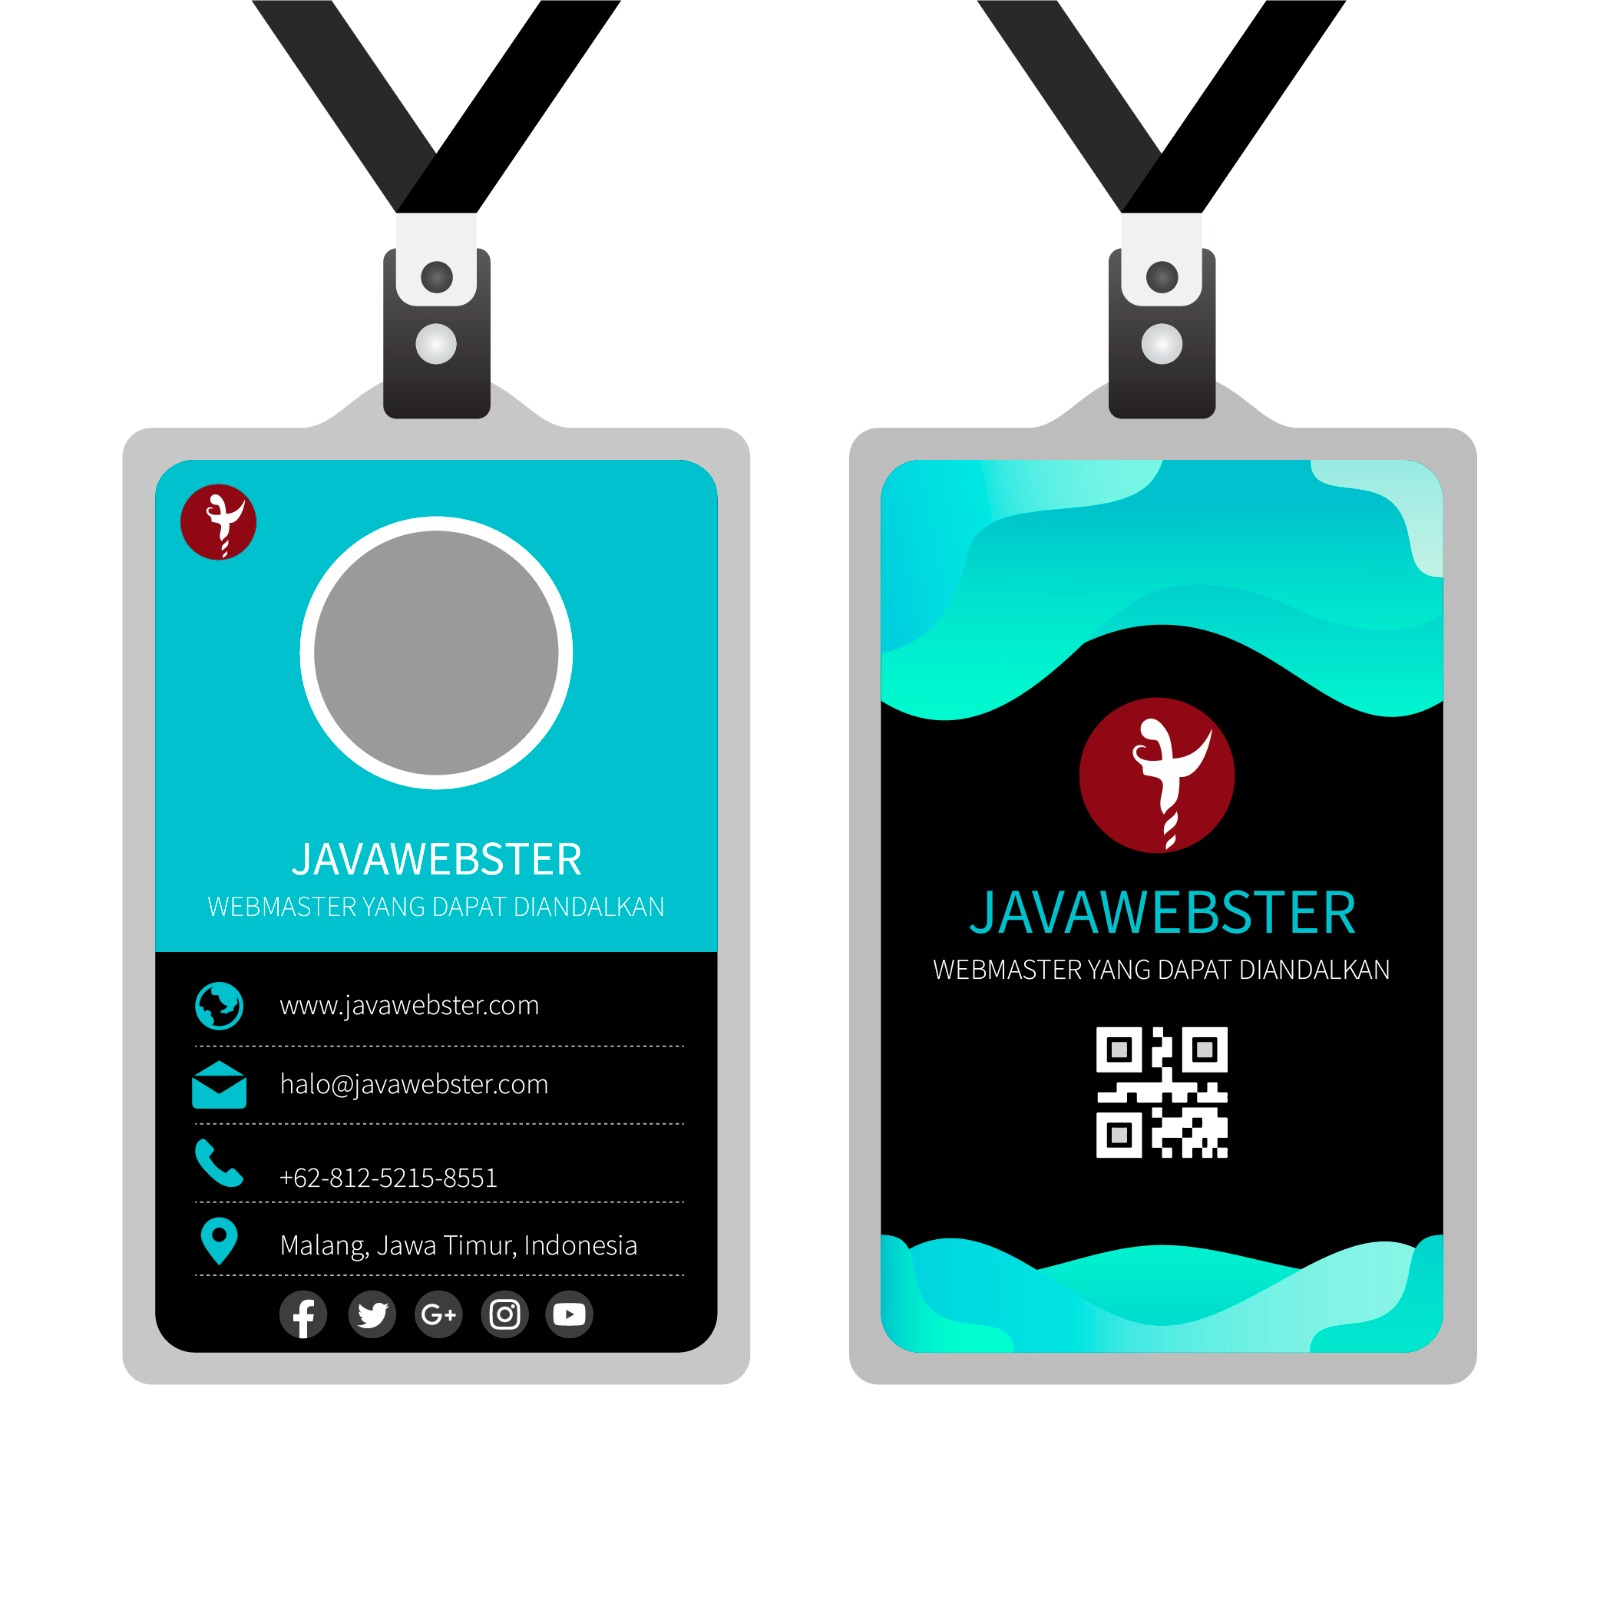 JAVAWEBSTER
WEBMASTER YANG DAPAT DIANDALKAN
www.javawebster.com
halo@javawebster.com
+62-812-5215-8551
Malang, Jawa Timur, Indonesia
G+
JAVAWEBSTER
WEBMASTER YANG DAPAT DIANDALKAN